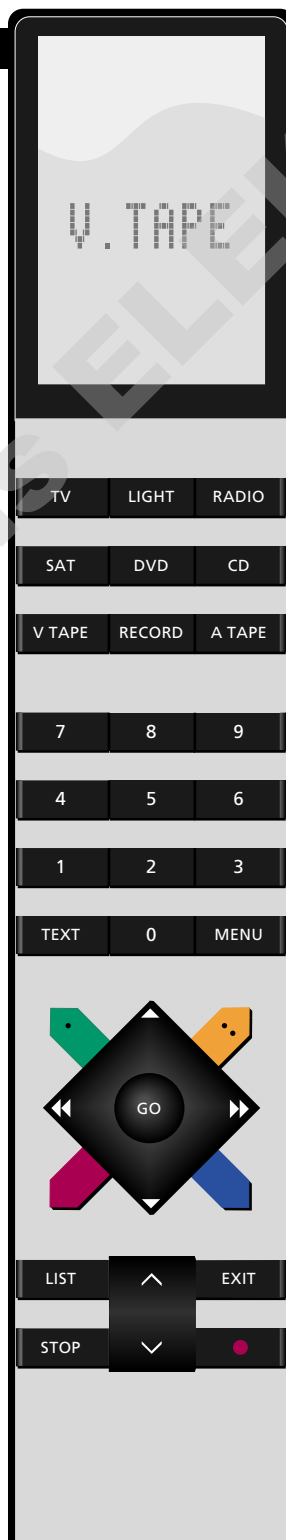 V.TAPE
TV LIGHT RADIO
SAT DVD CD
V TAPE RECORD A TAPE
7 8 9
4 5 6
1 2 3
TEXT 0 MENU
GO
LIST EXIT
STOP